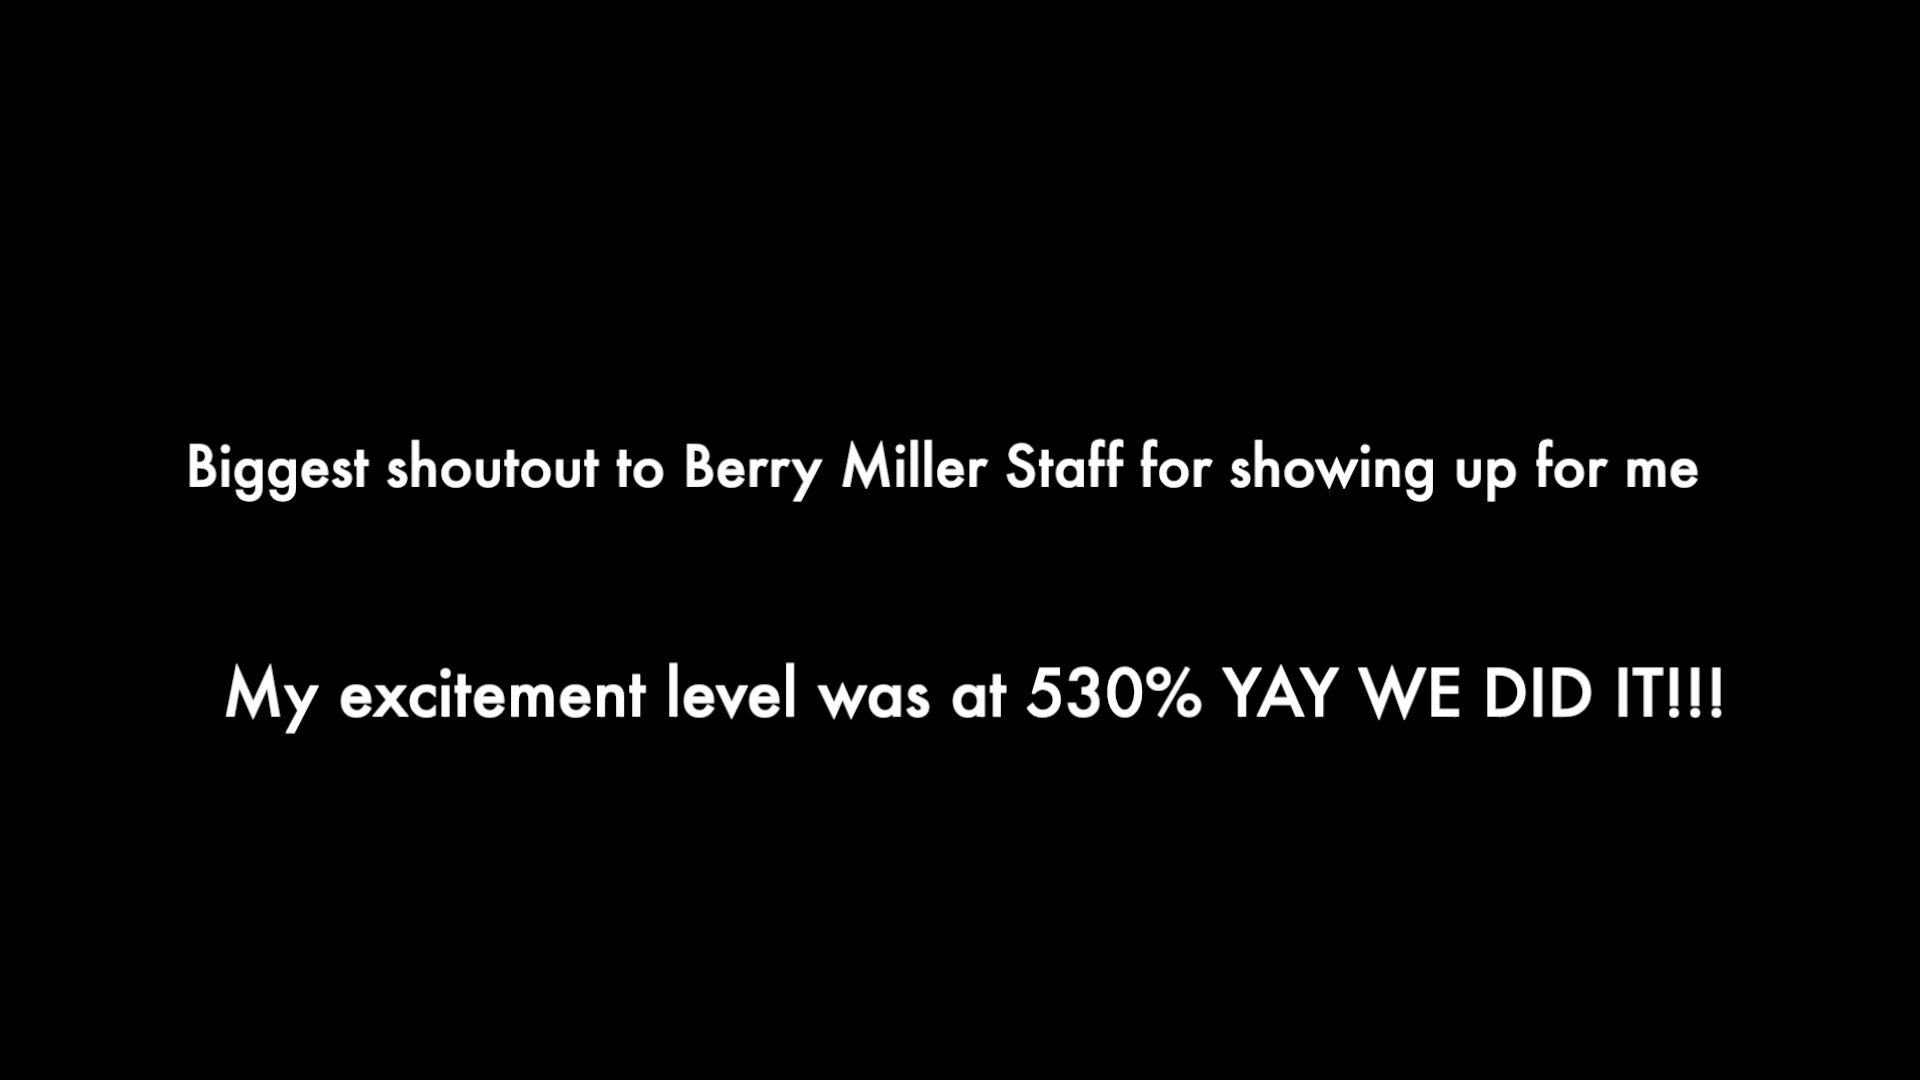 Biggest shoutout to Berry Miller Staff for showing up for me
My excitement level was at 530% YAY WE DID IT!!!